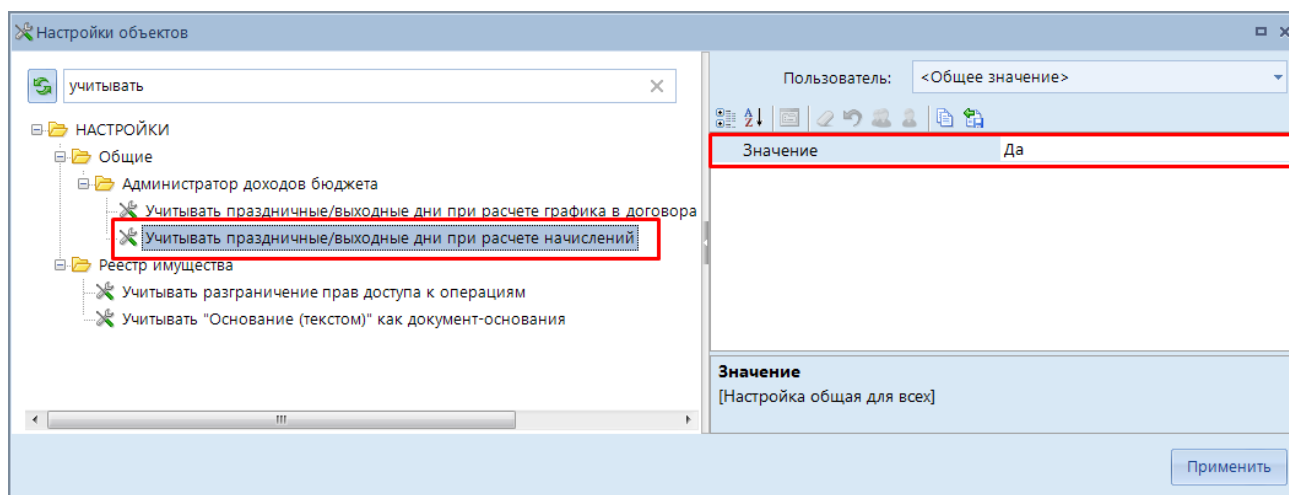 Настройки объектов
учитывать
НАСТРОЙКИ
Общие
Администратор доходов бюджета
Учитывать праздничные/выходные дни при расчете графика в договора
Учитывать праздничные/выходные дни при расчете начислений
Реестр имущества
Учитывать разграничение прав доступа к операциям
Учитывать "Основание (текстом)" как документ-основания
Пользователь: <Общее значение>
Значение Да
Значение
[Настройка общая для всех]
Применить